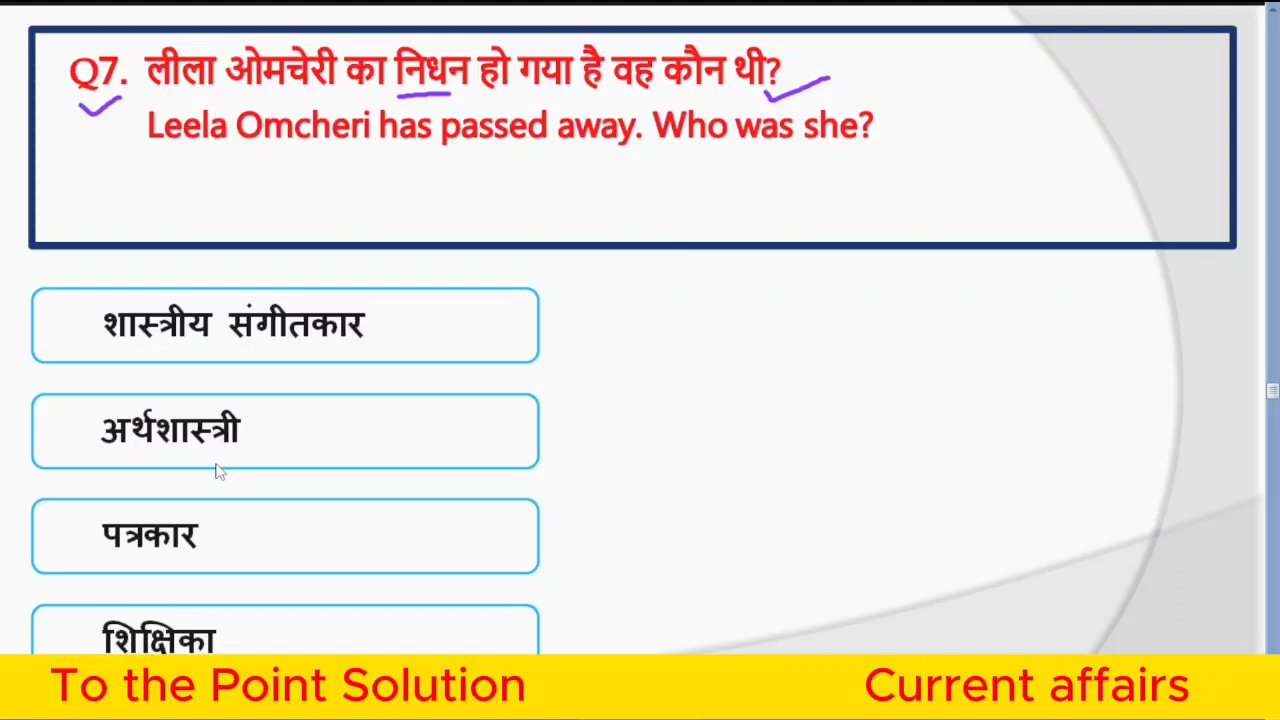 Q7. लीला ओमचेरी का निधन हो गया है वह कौन थी?
Leela Omcheri has passed away. Who was she?
शास्त्रीय संगीतकार
अर्थशास्त्री
पत्रकार
शिक्षिका
To the Point Solution
Current affairs